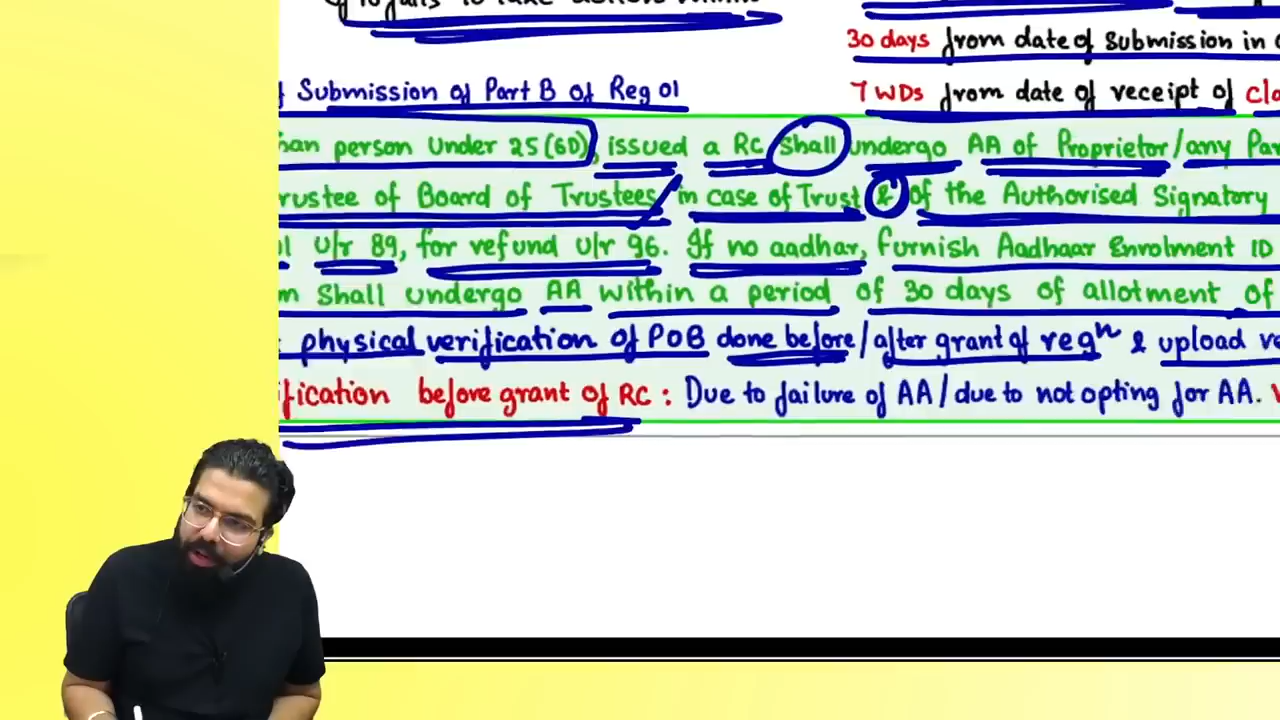 30 days from date of submission in
Submission of Part B of Reg 01
7 WDs from date of receipt of
person under 25(6D), issued a RC shall undergo AA of Proprietor/any
of Board of Trustees in case of Trust & of the Authorised Signatory
u/r 89, for refund u/r 96. If no aadhar, furnish Aadhaar Enrolment ID
shall undergo AA within a period of 30 days of allotment of
physical verification of POB done before/after grant of regn & upload
before grant of RC: Due to failure of AA/due to not opting for AA.